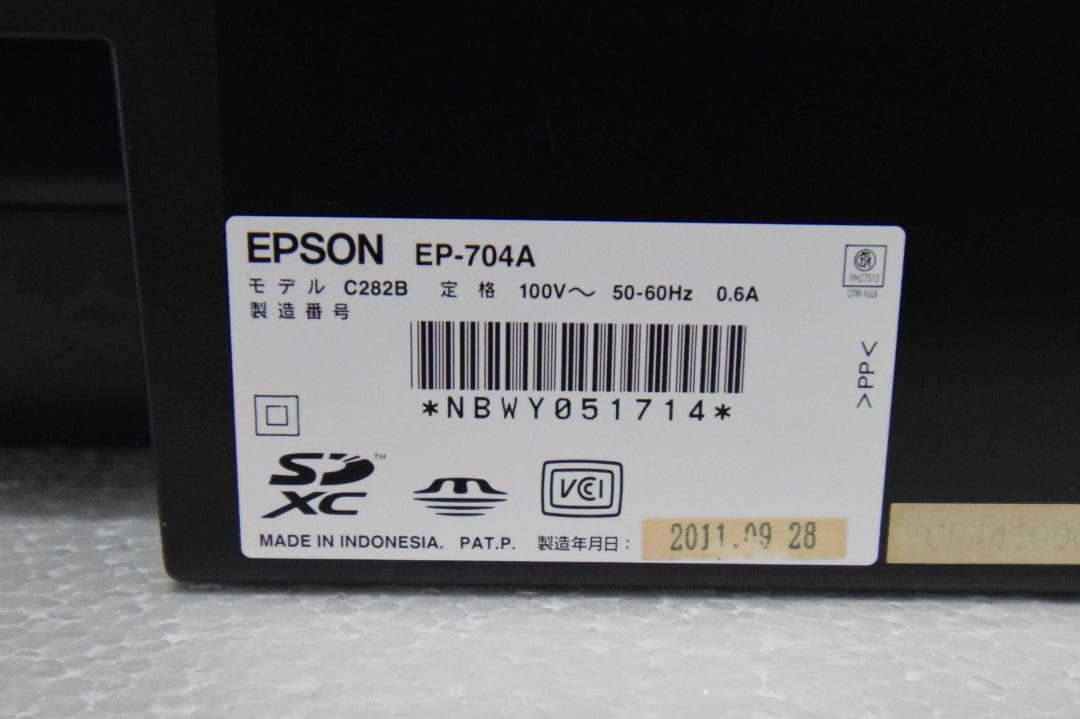 EPSON EP-704A
モデル C282B 定格 100V～ 50-60Hz 0.6A
製造番号
*NBWY051714*
>PP<
SD™
XC
VCI
MADE IN INDONESIA. PAT.P. 製造年月日: 2011.09 28